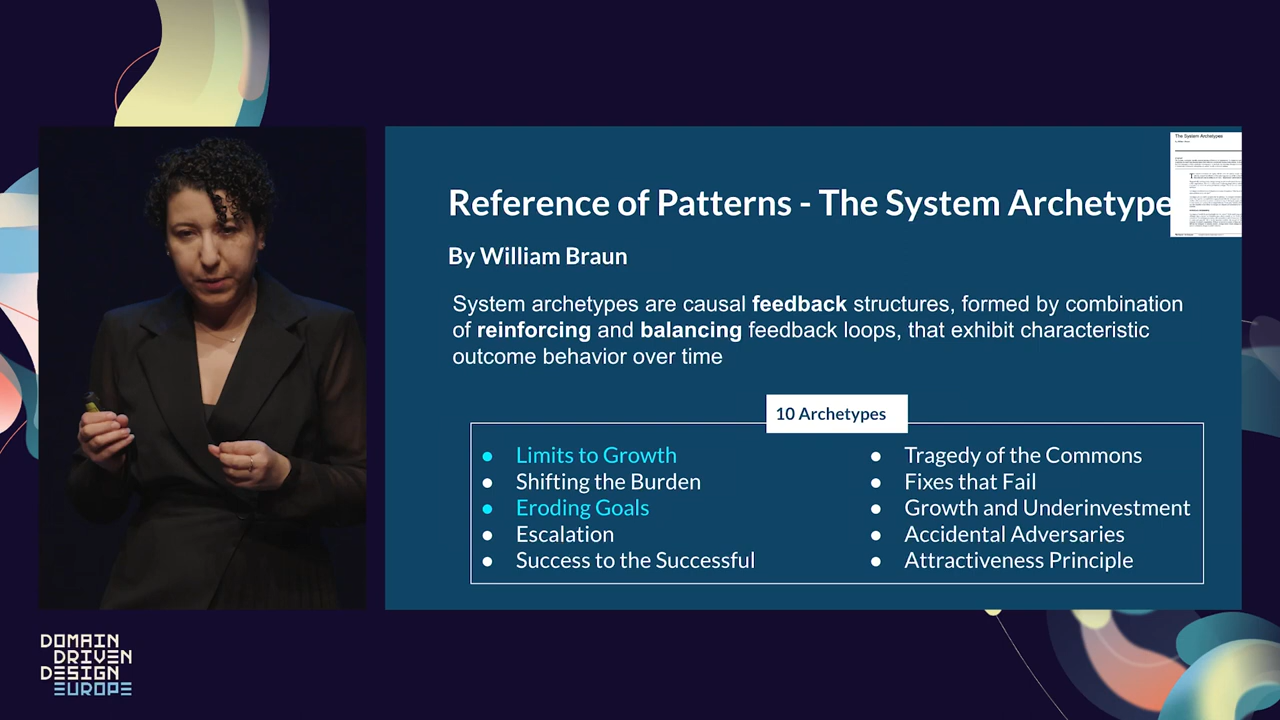 Reference of Patterns - The System Archetype
By William Braun
System archetypes are causal feedback structures, formed by combination
of reinforcing and balancing feedback loops, that exhibit characteristic
outcome behavior over time
10 Archetypes
Limits to Growth
Shifting the Burden
Eroding Goals
Escalation
Success to the Successful
Tragedy of the Commons
Fixes that Fail
Growth and Underinvestment
Accidental Adversaries
Attractiveness Principle
The System Archetypes
DOMAIN
DRIVEN
DESIGN
EUROPE